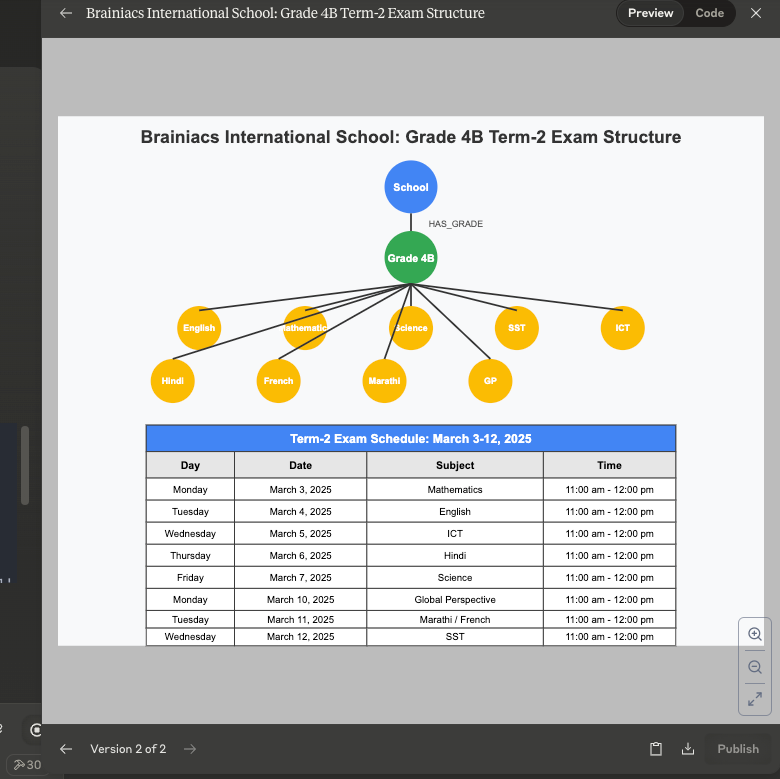 Brainiacs International School: Grade 4B Term-2 Exam Structure
Preview Code
Brainiacs International School: Grade 4B Term-2 Exam Structure
School
HAS_GRADE
Grade 4B
English Mathematic Science SST ICT
Hindi French Marathi GP
Term-2 Exam Schedule: March 3-12, 2025
Day Date Subject Time
Monday March 3, 2025 Mathematics 11:00 am - 12:00 pm
Tuesday March 4, 2025 English 11:00 am - 12:00 pm
Wednesday March 5, 2025 ICT 11:00 am - 12:00 pm
Thursday March 6, 2025 Hindi 11:00 am - 12:00 pm
Friday March 7, 2025 Science 11:00 am - 12:00 pm
Monday March 10, 2025 Global Perspective 11:00 am - 12:00 pm
Tuesday March 11, 2025 Marathi / French 11:00 am - 12:00 pm
Wednesday March 12, 2025 SST 11:00 am - 12:00 pm
Version 2 of 2
Publish
30